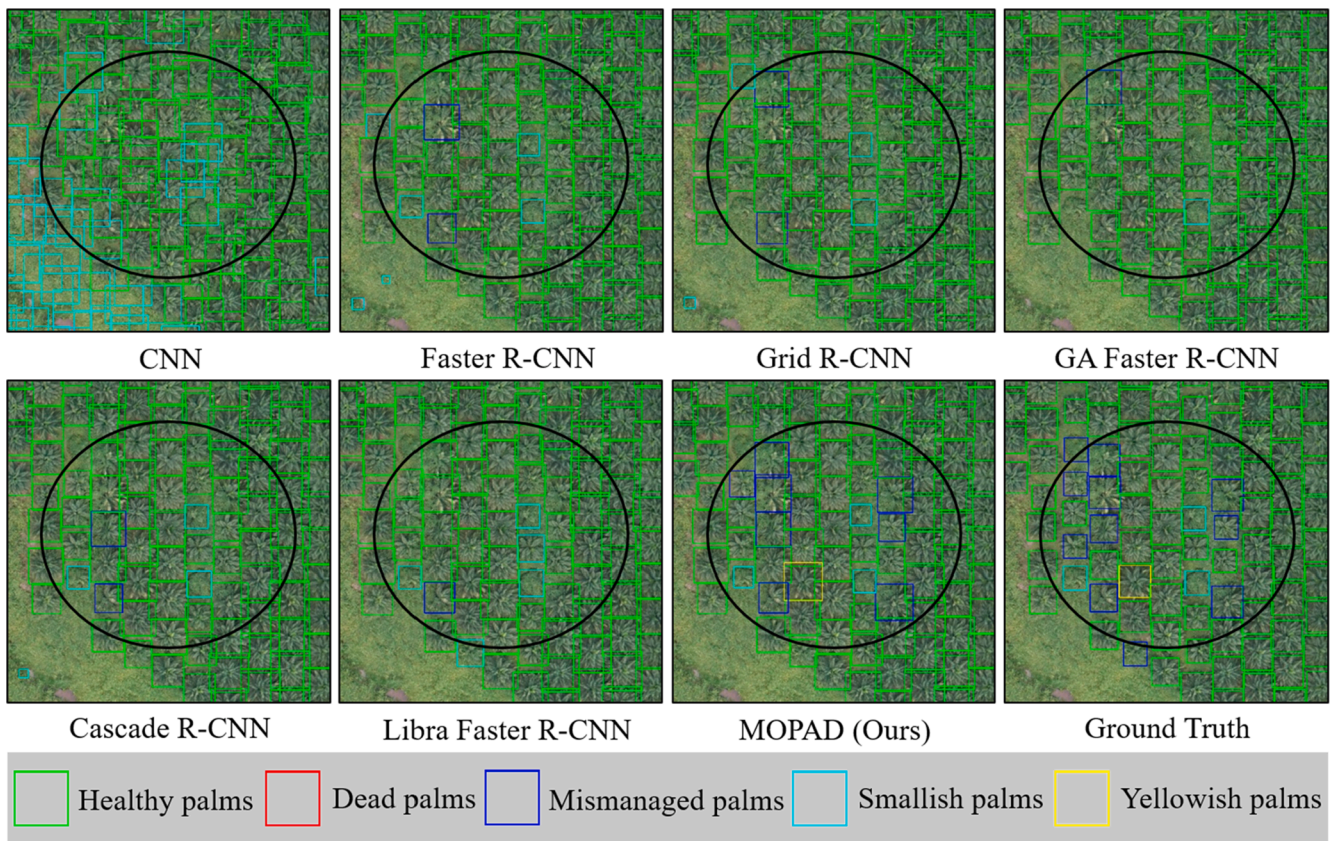 CNN
Faster R-CNN
Grid R-CNN
GA Faster R-CNN
Cascade R-CNN
Libra Faster R-CNN
MOPAD (Ours)
Ground Truth
Healthy palms
Dead palms
Mismanaged palms
Smallish palms
Yellowish palms